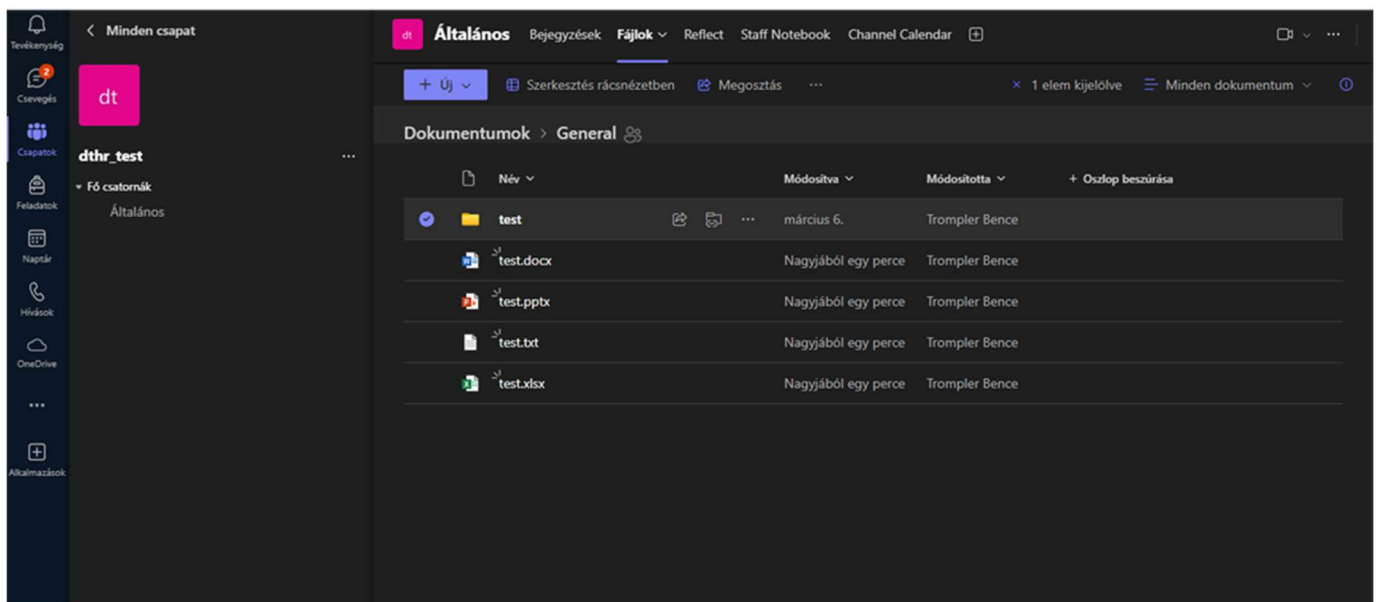 Tevékenység
2
Csevegés
Csapatok
Feladatok
Naptár
Hívások
OneDrive
Alkalmazások
Minden csapat
dt
dthr_test
Fő csatornák
Általános
dt Általános Bejegyzések Fájlok Reflect Staff Notebook Channel Calendar
+ Új Szerkesztés rácsnézetben Megosztás ... × 1 elem kijelölve Minden dokumentum
Dokumentumok > General
Név Módosítva Módosította + Oszlop beszúrása
test március 6. Trompler Bence
test.docx Nagyjából egy perce Trompler Bence
test.pptx Nagyjából egy perce Trompler Bence
test.txt Nagyjából egy perce Trompler Bence
test.xlsx Nagyjából egy perce Trompler Bence